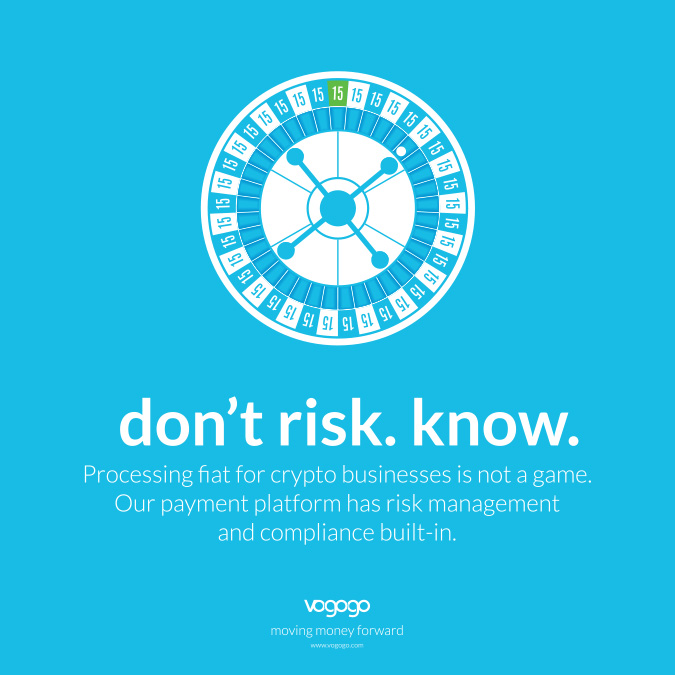 15 15 15 15 15 15 15 15 15 15 15 15 15 15 15 15 15 15 15 15 15 15 15 15 15 15 15 15 15 15 15 15 15 15 15 15 15
don't risk. know.
Processing fiat for crypto businesses is not a game.
Our payment platform has risk management
and compliance built-in.
vogogo
moving money forward
www.vogogo.com